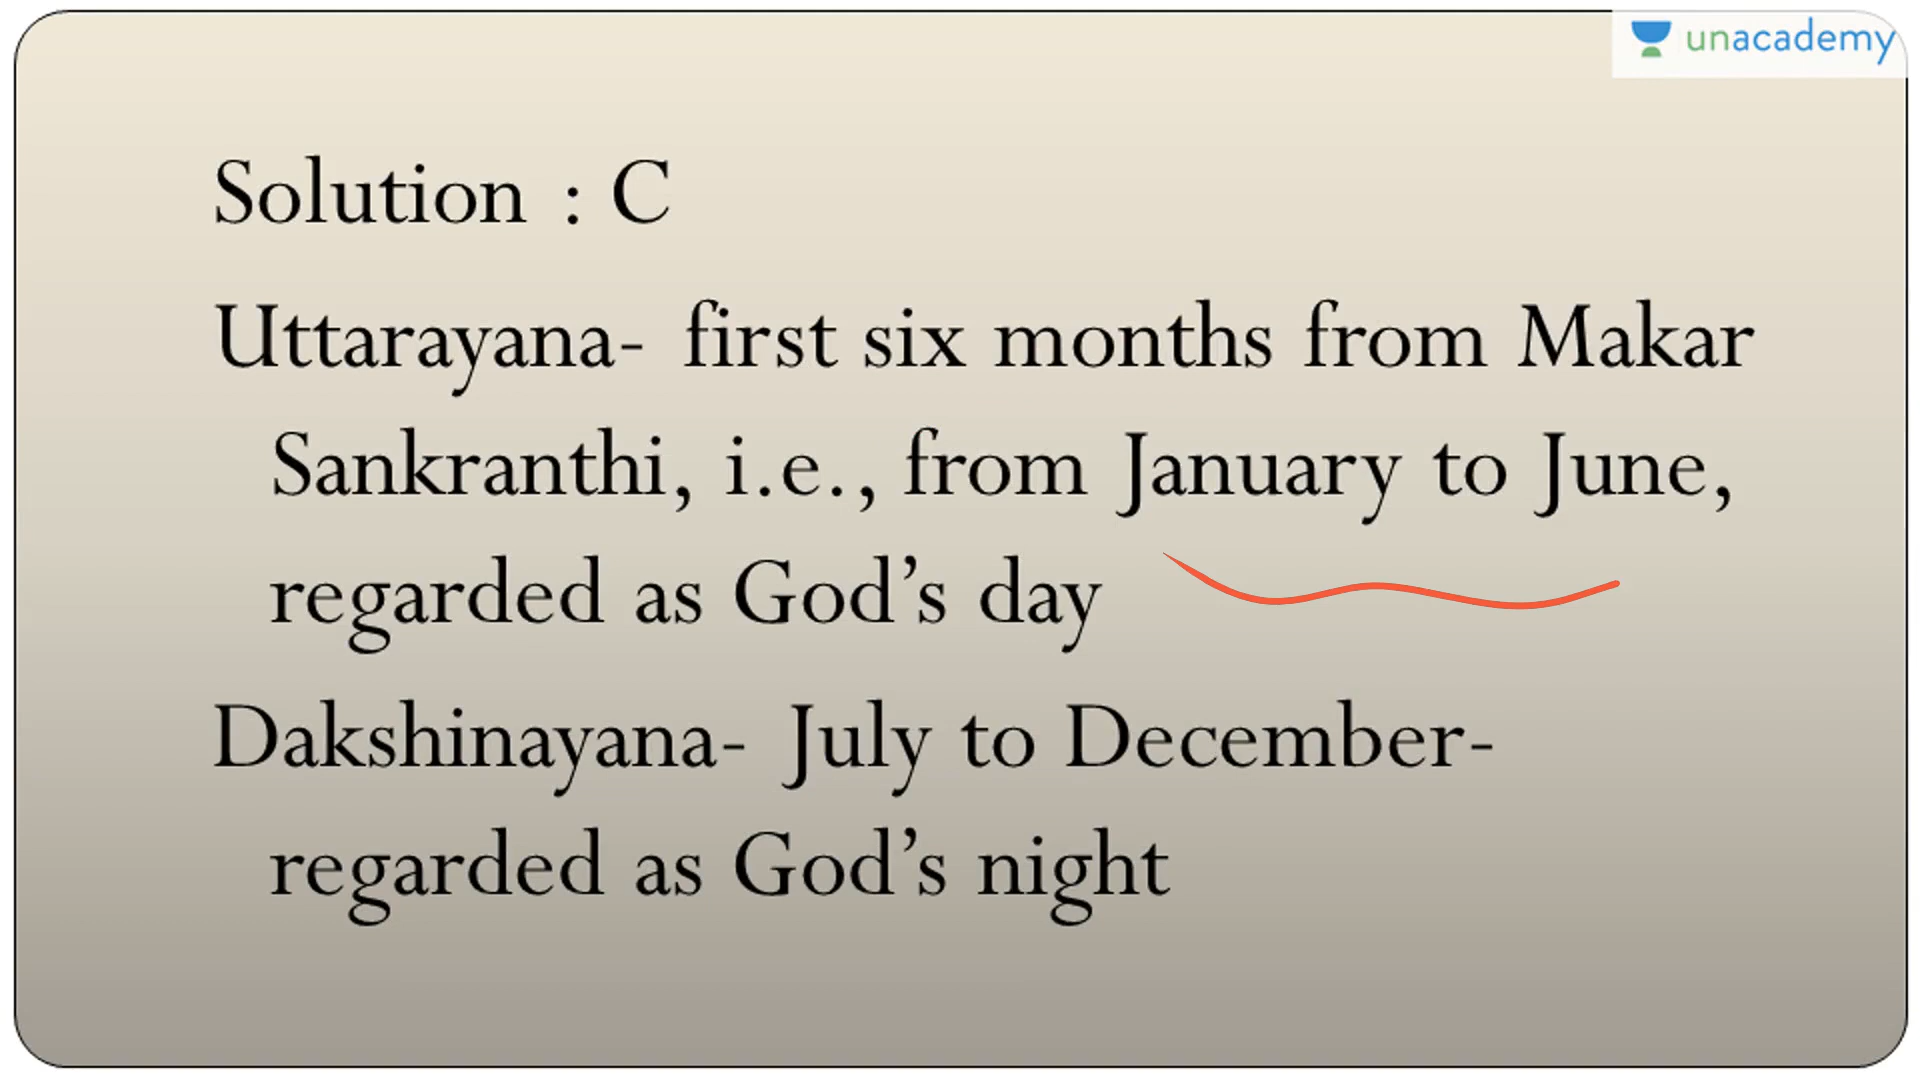 unacademy
Solution : C
Uttarayana- first six months from Makar
Sankranthi, i.e., from January to June,
regarded as God’s day
Dakshinayana- July to December-
regarded as God’s night